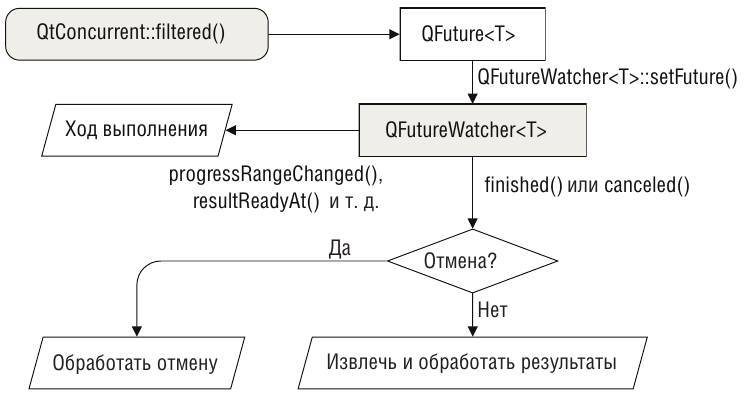 QtConcurrent::filtered()
QFuture<T>
QFutureWatcher<T>::setFuture()
Ход выполнения
QFutureWatcher<T>
progressRangeChanged(),
resultReadyAt() и т. д.
finished() или canceled()
Да
Отмена?
Нет
Обработать отмену
Извлечь и обработать результаты